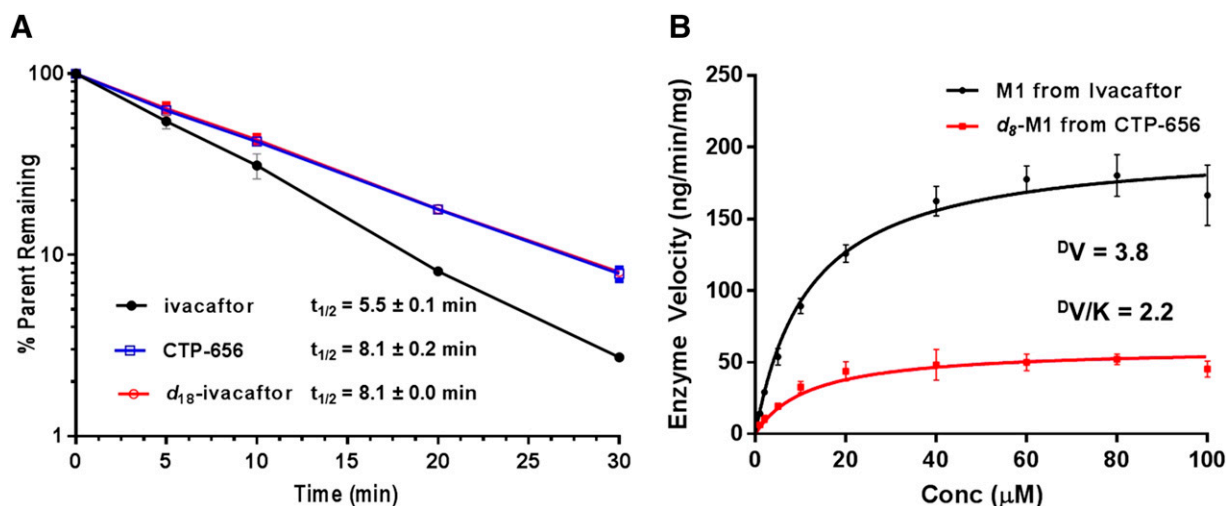 A
% Parent Remaining
100
10
1
ivacaftor t1/2 = 5.5 ± 0.1 min
CTP-656 t1/2 = 8.1 ± 0.2 min
d18-ivacaftor t1/2 = 8.1 ± 0.0 min
0 5 10 15 20 25 30
Time (min)
B
Enzyme Velocity (ng/min/mg)
250
200
150
100
50
0
M1 from Ivacaftor
d8-M1 from CTP-656
DV = 3.8
DV/K = 2.2
0 20 40 60 80 100
Conc (μM)